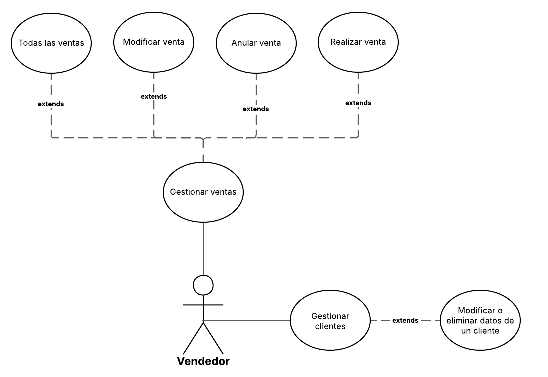 Todas las ventas
Modificar venta
Anular venta
Realizar venta
extends
extends
extends
extends
Gestionar ventas
Gestionar
clientes
extends
Modificar o
eliminar datos de
un cliente
Vendedor